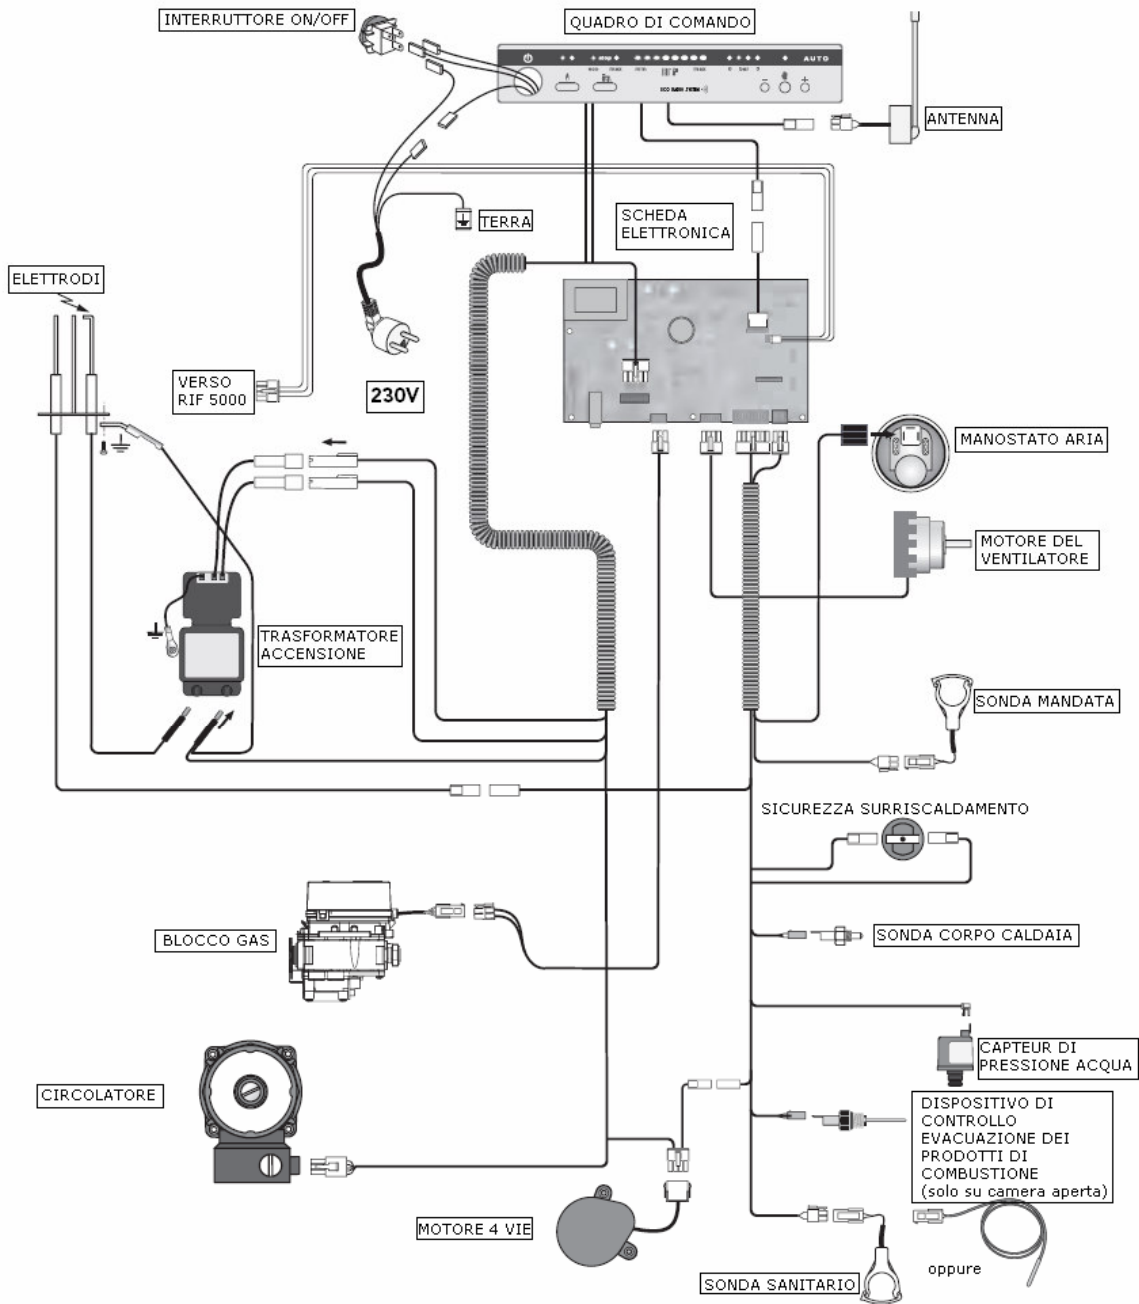 INTERRUTTORE ON/OFF
QUADRO DI COMANDO
AUTO
ANTENNA
TERRA
SCHEDA
ELETTRONICA
ELETTRODI
VERSO
RIF 5000
230V
MANOSTATO ARIA
MOTORE DEL
VENTILATORE
TRASFORMATORE
ACCENSIONE
SONDA MANDATA
SICUREZZA SURRISCALDAMENTO
BLOCCO GAS
SONDA CORPO CALDAIA
CAPTEUR DI
PRESSIONE ACQUA
CIRCOLATORE
DISPOSITIVO DI
CONTROLLO
EVACUAZIONE DEI
PRODOTTI DI
COMBUSTIONE
(solo su camera aperta)
MOTORE 4 VIE
oppure
SONDA SANITARIO